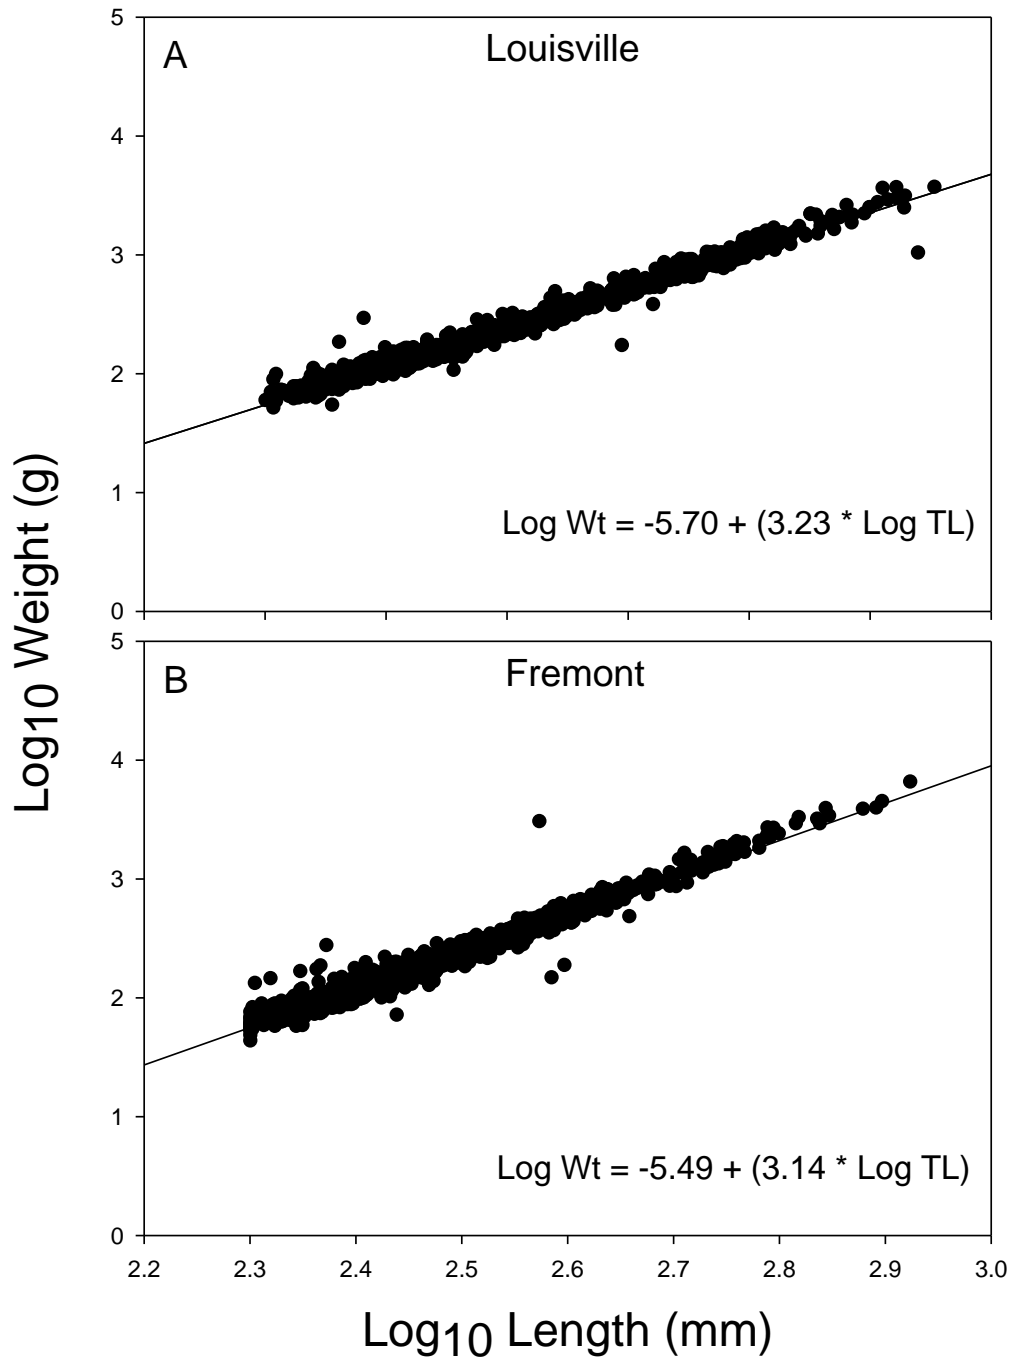 Log10 Weight (g)
5
A
Louisville
4
3
2
1
Log Wt = -5.70 + (3.23 * Log TL)
0
5
B
Fremont
4
3
2
1
Log Wt = -5.49 + (3.14 * Log TL)
0
2.2 2.3 2.4 2.5 2.6 2.7 2.8 2.9 3.0
Log10 Length (mm)